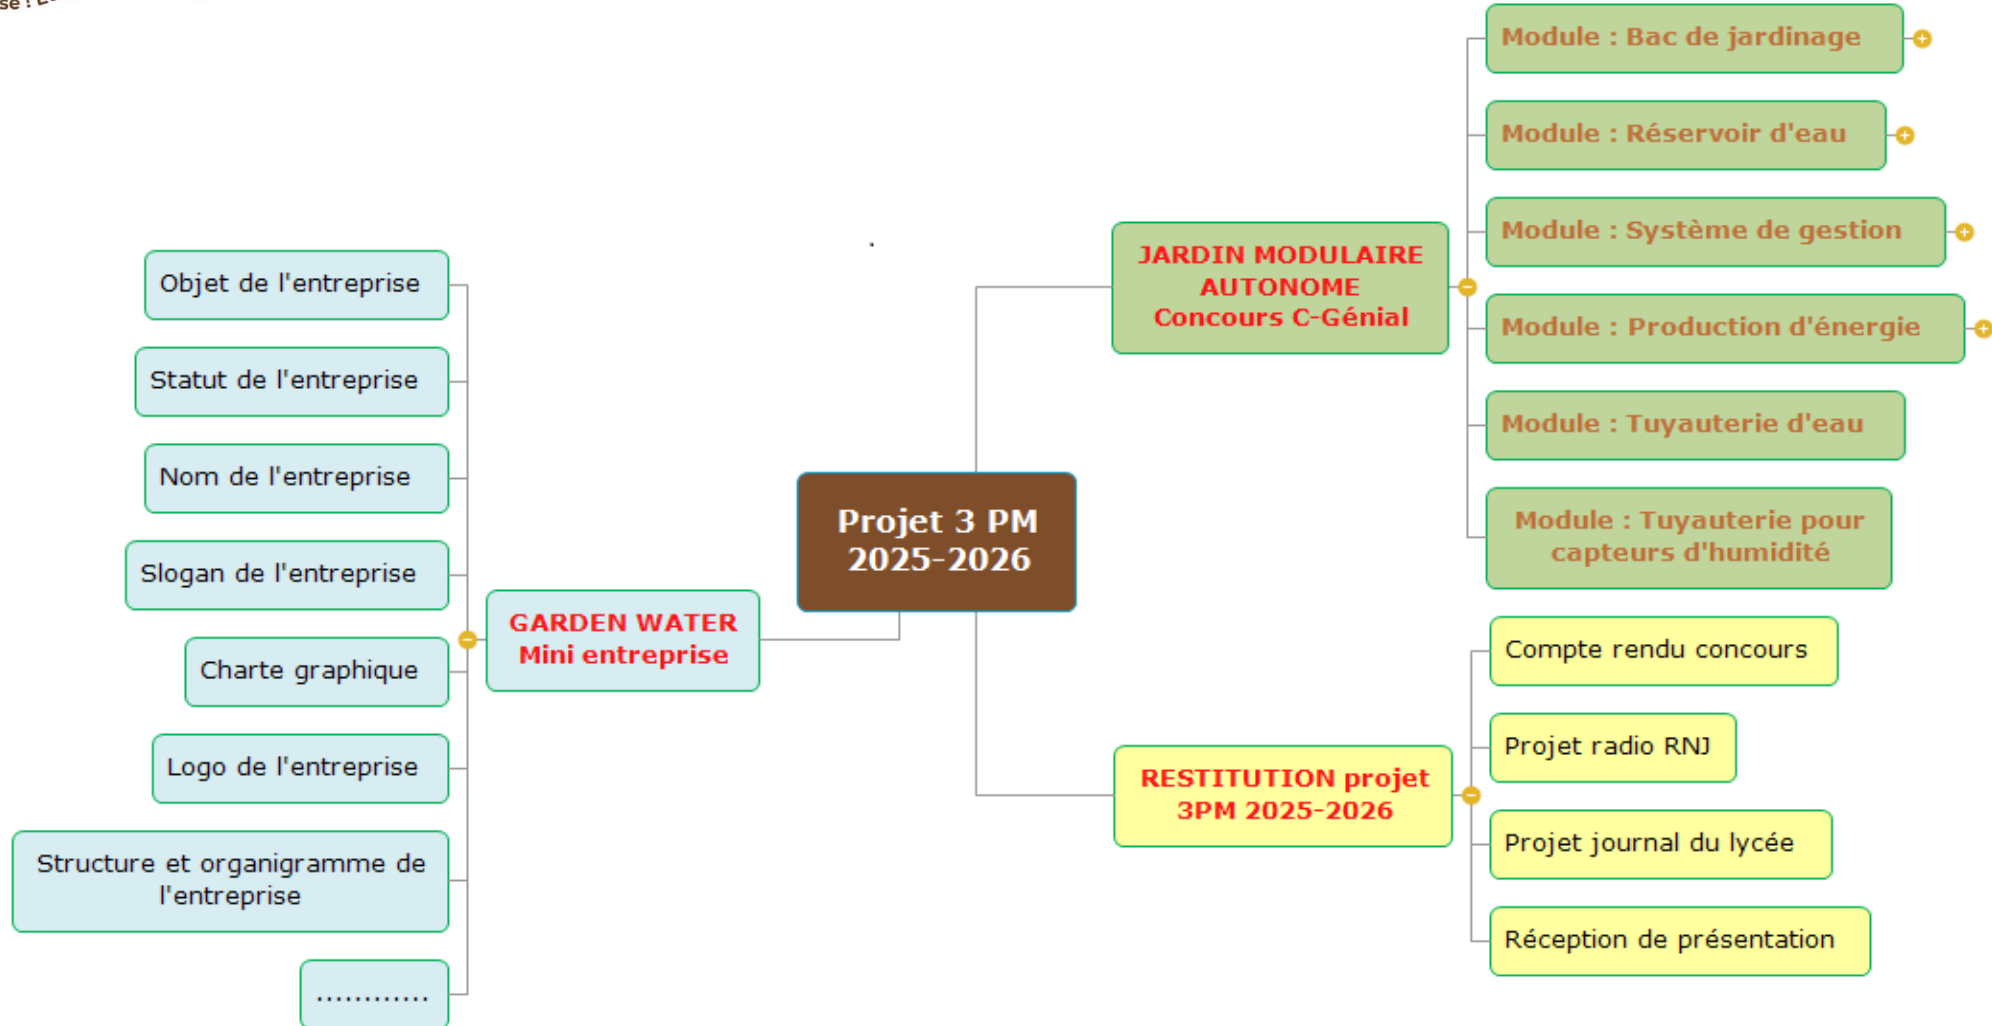 Projet 3 PM
2025-2026
JARDIN MODULAIRE
AUTONOME
Concours C-Génial
Module : Bac de jardinage
Module : Réservoir d'eau
Module : Système de gestion
Module : Production d'énergie
Module : Tuyauterie d'eau
Module : Tuyauterie pour
capteurs d'humidité
RESTITUTION projet
3PM 2025-2026
Compte rendu concours
Projet radio RNJ
Projet journal du lycée
Réception de présentation
GARDEN WATER
Mini entreprise
Objet de l'entreprise
Statut de l'entreprise
Nom de l'entreprise
Slogan de l'entreprise
Charte graphique
Logo de l'entreprise
Structure et organigramme de
l'entreprise
............